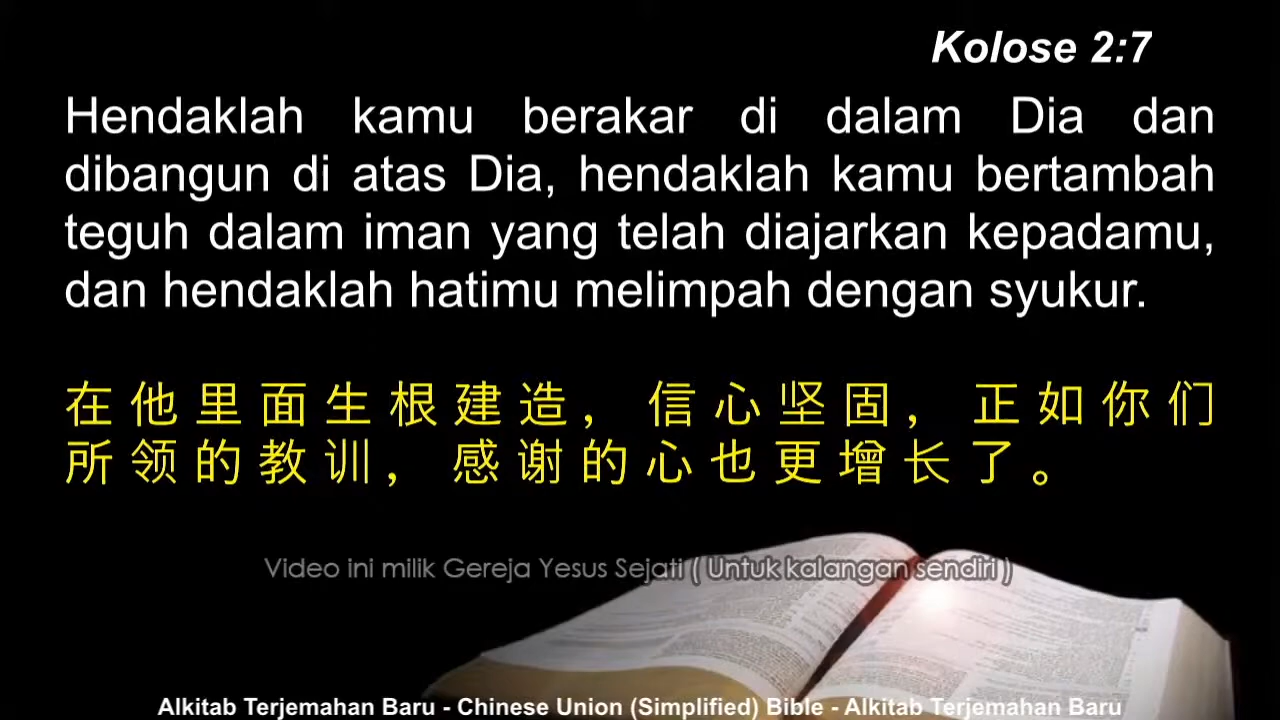 Kolose 2:7
Hendaklah kamu berakar di dalam Dia dan
dibangun di atas Dia, hendaklah kamu bertambah
teguh dalam iman yang telah diajarkan kepadamu,
dan hendaklah hatimu melimpah dengan syukur.
在他里面生根建造，信心坚固，正如你们
所领的教训，感谢的心也更增长了。
Video ini milik Gereja Yesus Sejati ( Untuk kalangan sendiri )
Alkitab Terjemahan Baru - Chinese Union (Simplified) Bible - Alkitab Terjemahan Baru